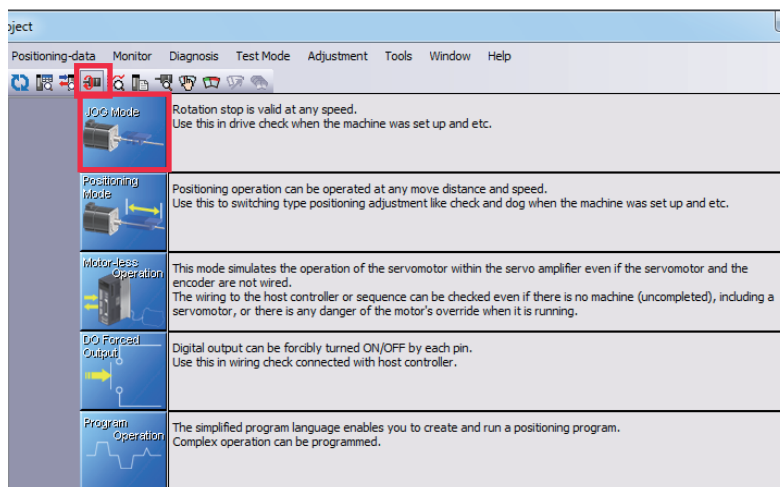 oject
Positioning-data Monitor Diagnosis Test Mode Adjustment Tools Window Help
JOG Mode
Rotation stop is valid at any speed.
Use this in drive check when the machine was set up and etc.
Positioning
Mode
Positioning operation can be operated at any move distance and speed.
Use this to switching type positioning adjustment like check and dog when the machine was set up and etc.
Motor-less
Operation
This mode simulates the operation of the servomotor within the servo amplifier even if the servomotor and the
encoder are not wired.
The wiring to the host controller or sequence can be checked even if there is no machine (uncompleted), including a
servomotor, or there is any danger of the motor's override when it is running.
DO Forced
Output
Digital output can be forcibly turned ON/OFF by each pin.
Use this in wiring check connected with host controller.
Program
Operation
The simplified program language enables you to create and run a positioning program.
Complex operation can be programmed.